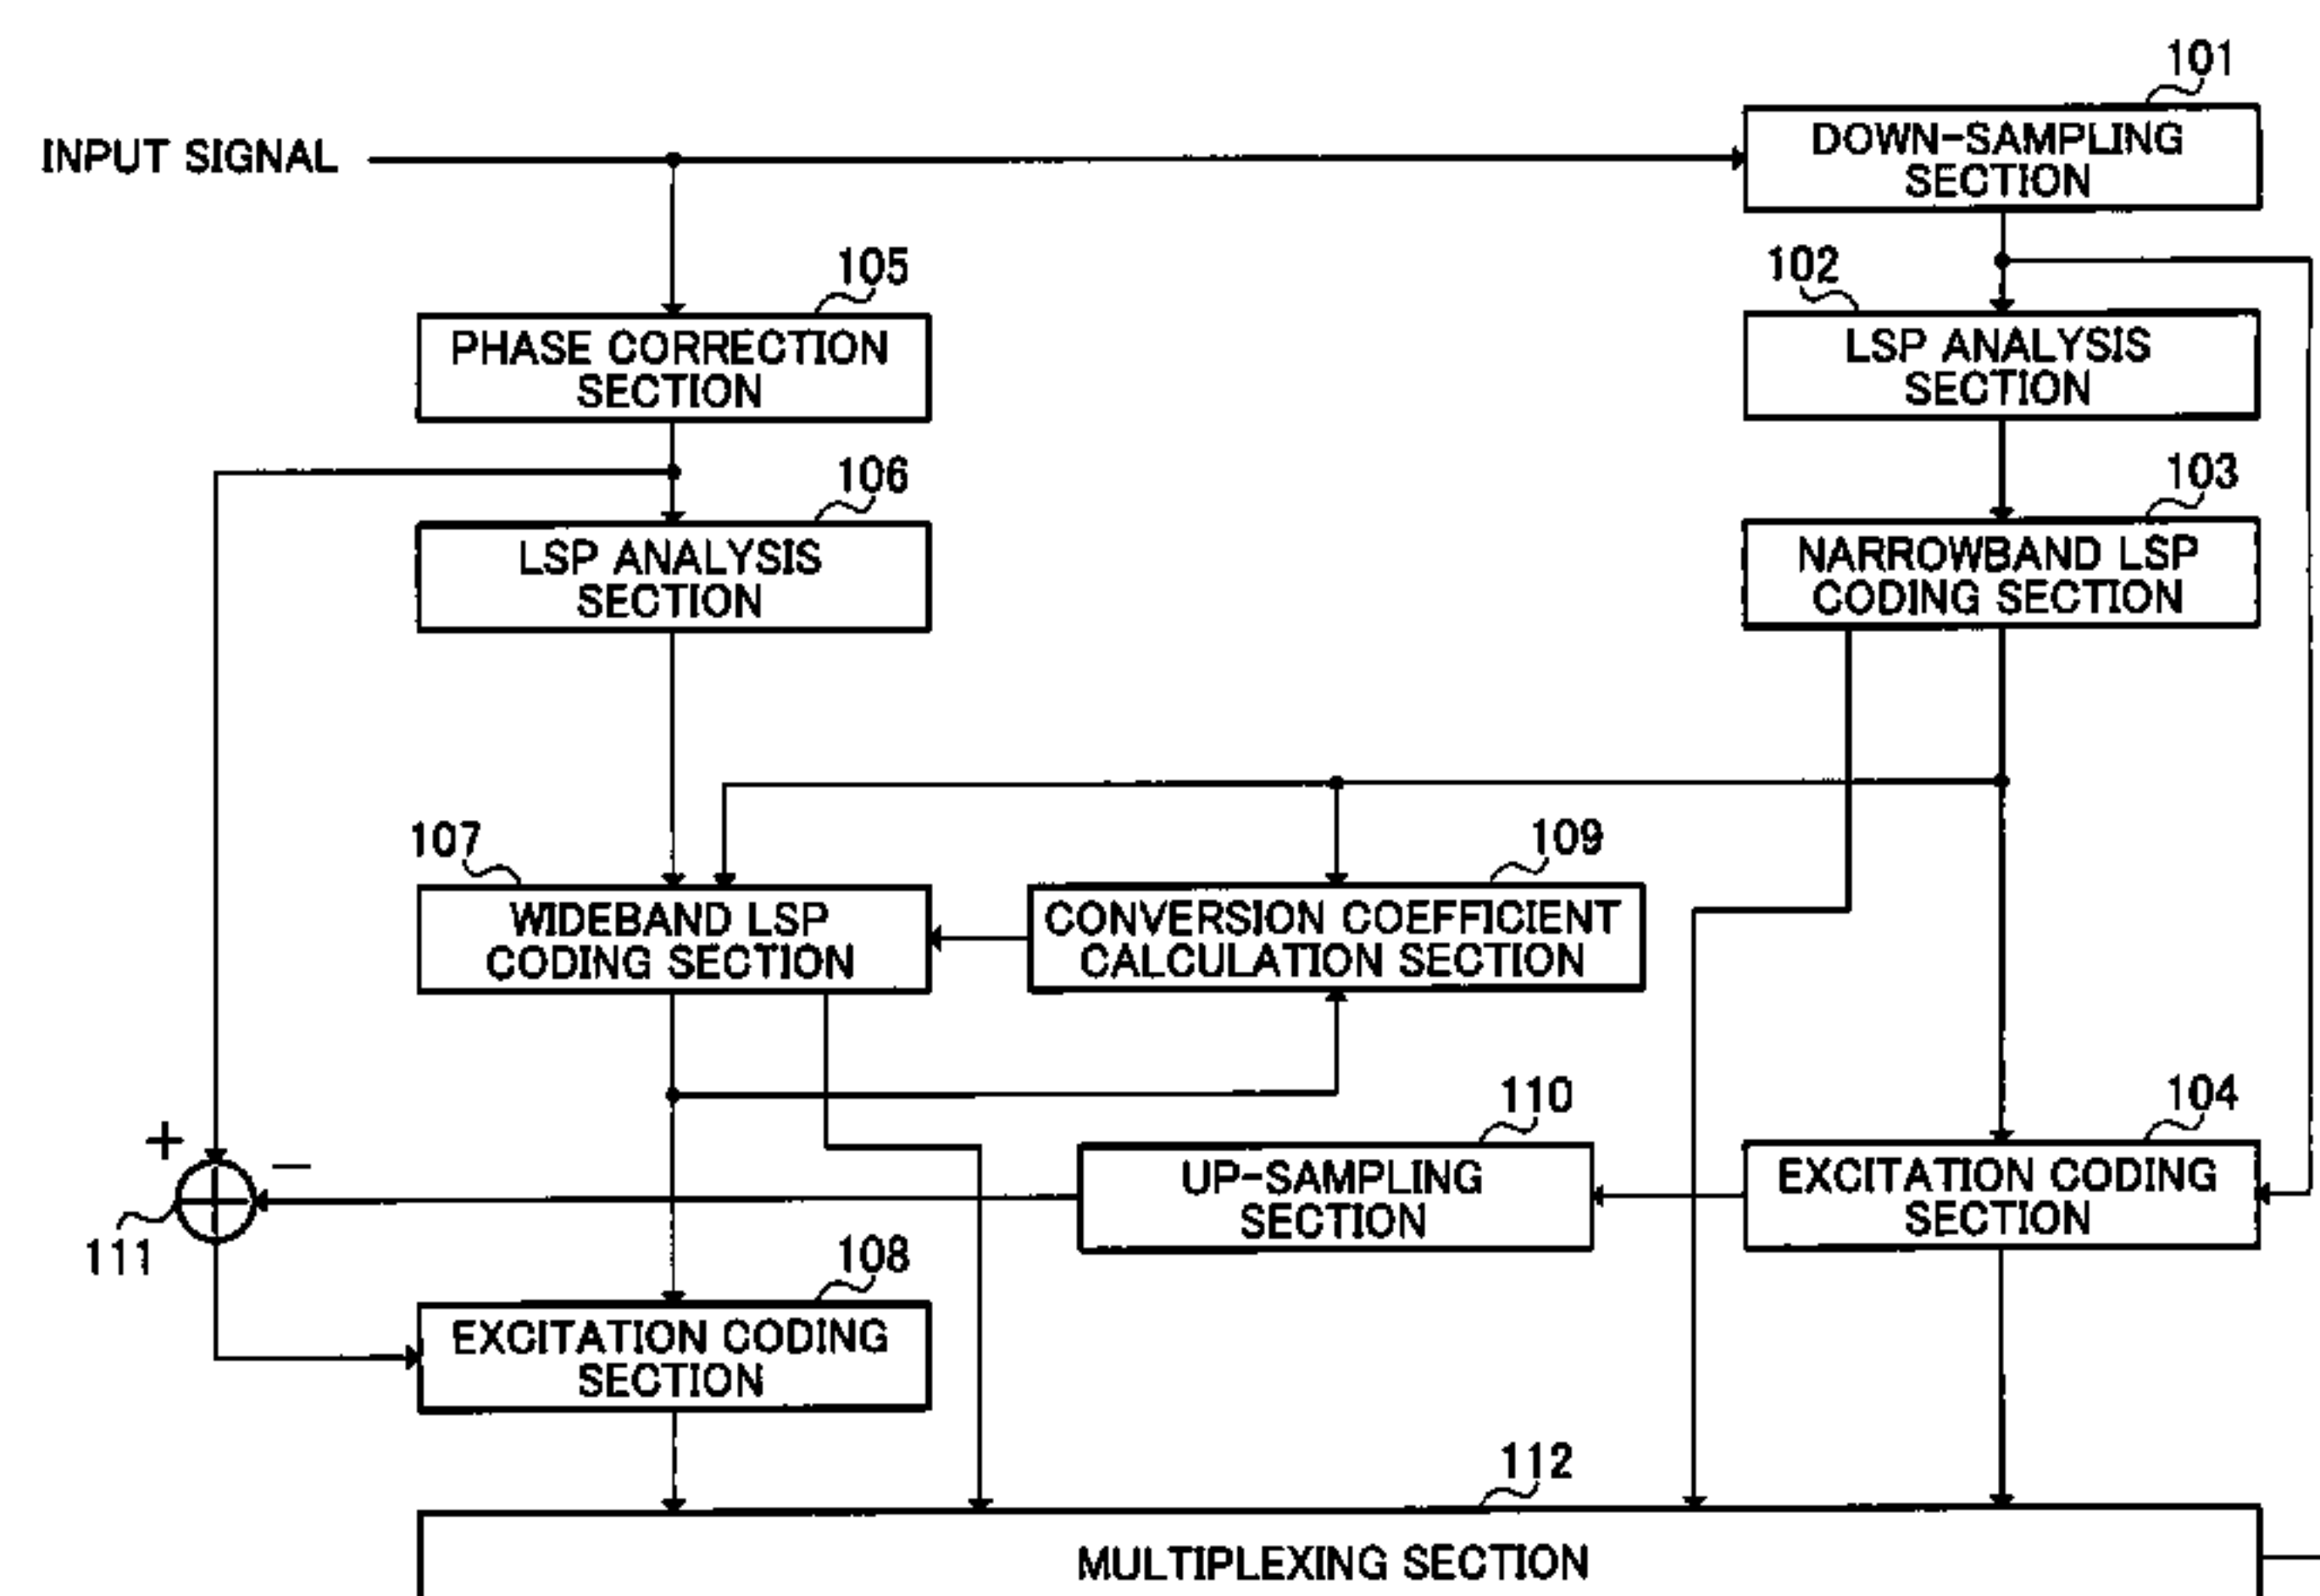 101
INPUT SIGNAL
DOWN-SAMPLING
SECTION
105
102
PHASE CORRECTION
SECTION
LSP ANALYSIS
SECTION
106
103
LSP ANALYSIS
SECTION
NARROWBAND LSP
CODING SECTION
107
109
WIDEBAND LSP
CODING SECTION
CONVERSION COEFFICIENT
CALCULATION SECTION
110
104
+
−
UP-SAMPLING
SECTION
EXCITATION CODING
SECTION
111
108
EXCITATION CODING
SECTION
112
MULTIPLEXING SECTION